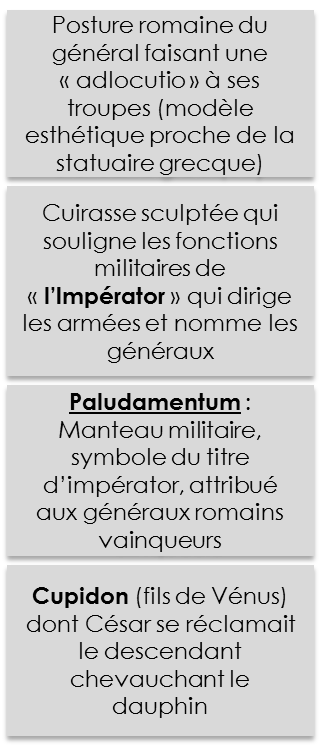 Posture romaine du
général faisant une
« adlocutio » à ses
troupes (modèle
esthétique proche de la
statuaire grecque)
Cuirasse sculptée qui
souligne les fonctions
militaires de
« l’Impérator » qui dirige
les armées et nomme les
généraux
Paludamentum :
Manteau militaire,
symbole du titre
d’impérator, attribué
aux généraux romains
vainqueurs
Cupidon (fils de Vénus)
dont César se réclamait
le descendant
chevauchant le
dauphin